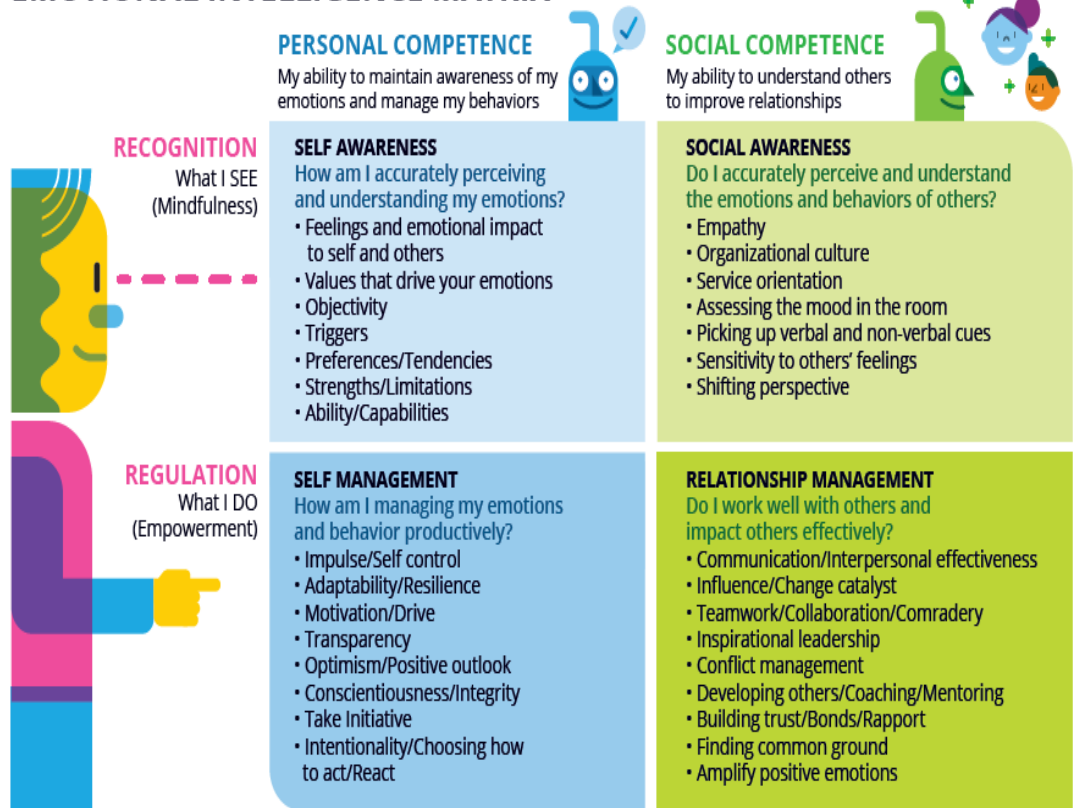 EMOTIONAL INTELLIGENCE MATRIX
PERSONAL COMPETENCE
My ability to maintain awareness of my
emotions and manage my behaviors
SOCIAL COMPETENCE
My ability to understand others
to improve relationships
RECOGNITION
What I SEE
(Mindfulness)
SELF AWARENESS
How am I accurately perceiving
and understanding my emotions?
• Feelings and emotional impact
to self and others
• Values that drive your emotions
• Objectivity
• Triggers
• Preferences/Tendencies
• Strengths/Limitations
• Ability/Capabilities
SOCIAL AWARENESS
Do I accurately perceive and understand
the emotions and behaviors of others?
• Empathy
• Organizational culture
• Service orientation
• Assessing the mood in the room
• Picking up verbal and non-verbal cues
• Sensitivity to others’ feelings
• Shifting perspective
REGULATION
What I DO
(Empowerment)
SELF MANAGEMENT
How am I managing my emotions
and behavior productively?
• Impulse/Self control
• Adaptability/Resilience
• Motivation/Drive
• Transparency
• Optimism/Positive outlook
• Conscientiousness/Integrity
• Take Initiative
• Intentionality/Choosing how
to act/React
RELATIONSHIP MANAGEMENT
Do I work well with others and
impact others effectively?
• Communication/Interpersonal effectiveness
• Influence/Change catalyst
• Teamwork/Collaboration/Comradery
• Inspirational leadership
• Conflict management
• Developing others/Coaching/Mentoring
• Building trust/Bonds/Rapport
• Finding common ground
• Amplify positive emotions